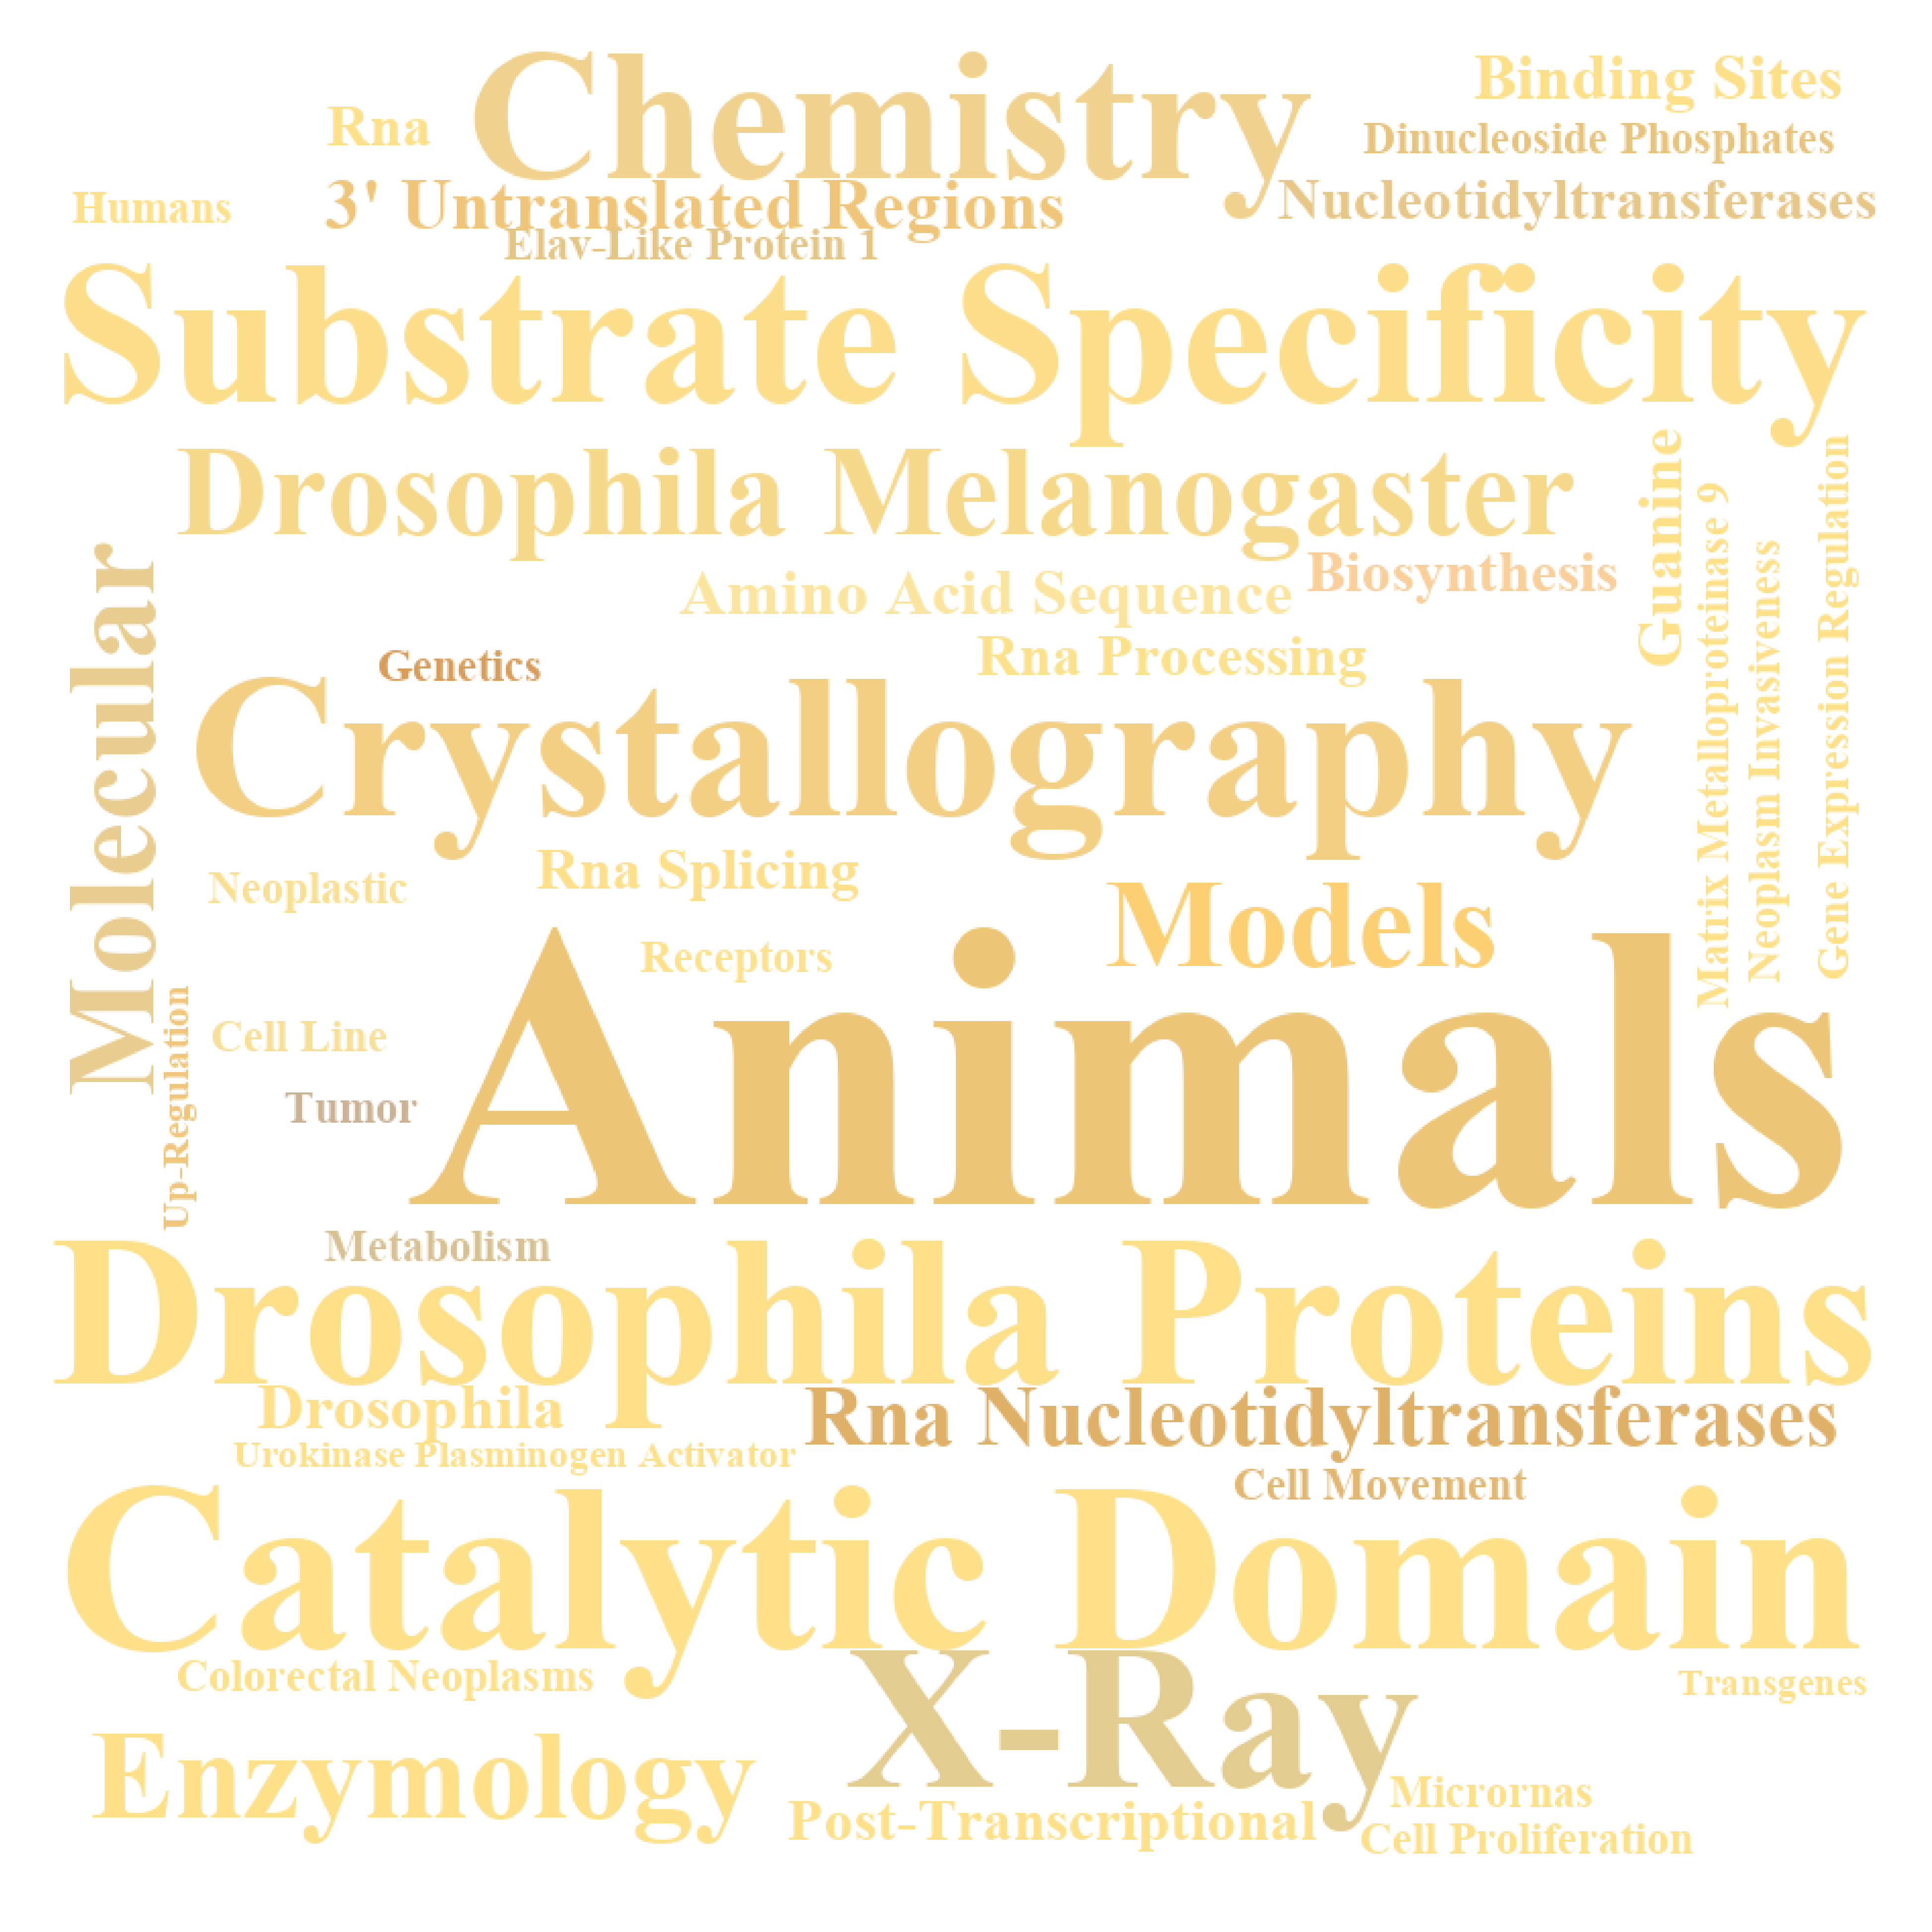 Chemistry
Binding Sites
Rna
Dinucleoside Phosphates
Humans
3' Untranslated Regions
Nucleotidyltransferases
Elav-Like Protein 1
Substrate Specificity
Drosophila Melanogaster
Guanine
Matrix Metalloproteinase 9
Neoplasm Invasiveness
Gene Expression Regulation
Molecular
Amino Acid Sequence
Biosynthesis
Rna Processing
Genetics
Crystallography
Rna Splicing
Neoplastic
Models
Receptors
Animals
Cell Line
Up-Regulation
Tumor
Metabolism
Drosophila Proteins
Drosophila
Rna Nucleotidyltransferases
Urokinase Plasminogen Activator
Cell Movement
Catalytic Domain
Colorectal Neoplasms
X-Ray
Transgenes
Enzymology
Micrornas
Post-Transcriptional
Cell Proliferation